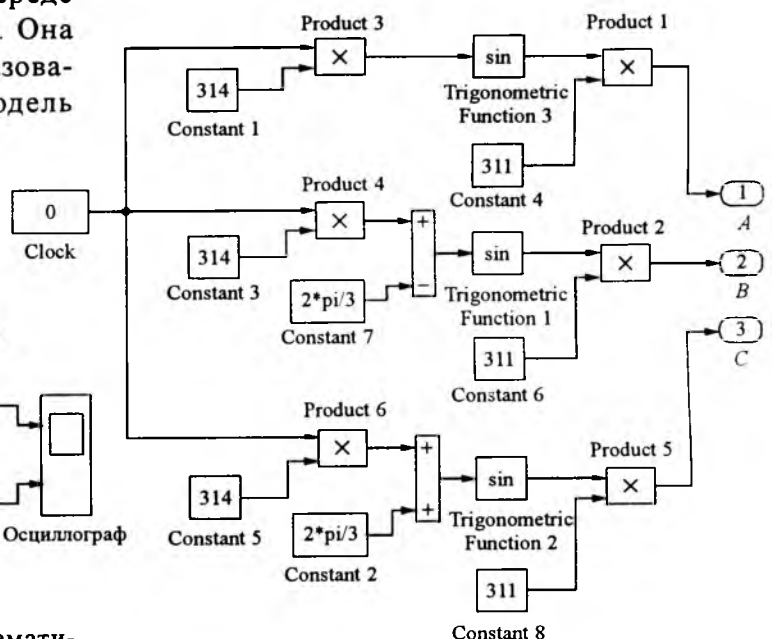 Она
азова-
одель
Product 3
×
314
Constant 1
sin
Trigonometric
Function 3
Product 1
×
311
Constant 4
1
A
0
Clock
Product 4
×
314
Constant 3
+
−
2*pi/3
Constant 7
sin
Trigonometric
Function 1
Product 2
×
311
Constant 6
2
B
3
C
Осциллограф
Product 6
×
314
Constant 5
+
+
2*pi/3
Constant 2
sin
Trigonometric
Function 2
Product 5
×
311
Constant 8